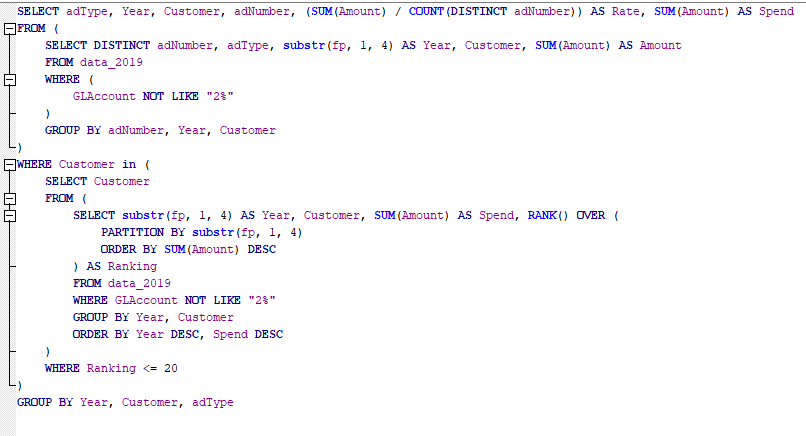 SELECT adType, Year, Customer, adNumber, (SUM(Amount) / COUNT(DISTINCT adNumber)) AS Rate, SUM(Amount) AS Spend
FROM (
    SELECT DISTINCT adNumber, adType, substr(fp, 1, 4) AS Year, Customer, SUM(Amount) AS Amount
    FROM data_2019
    WHERE (
        GLAccount NOT LIKE "2%"
    )
    GROUP BY adNumber, Year, Customer
)
WHERE Customer in (
    SELECT Customer
    FROM (
        SELECT substr(fp, 1, 4) AS Year, Customer, SUM(Amount) AS Spend, RANK() OVER (
            PARTITION BY substr(fp, 1, 4)
            ORDER BY SUM(Amount) DESC
        ) AS Ranking
        FROM data_2019
        WHERE GLAccount NOT LIKE "2%"
        GROUP BY Year, Customer
        ORDER BY Year DESC, Spend DESC
    )
    WHERE Ranking <= 20
)
GROUP BY Year, Customer, adType